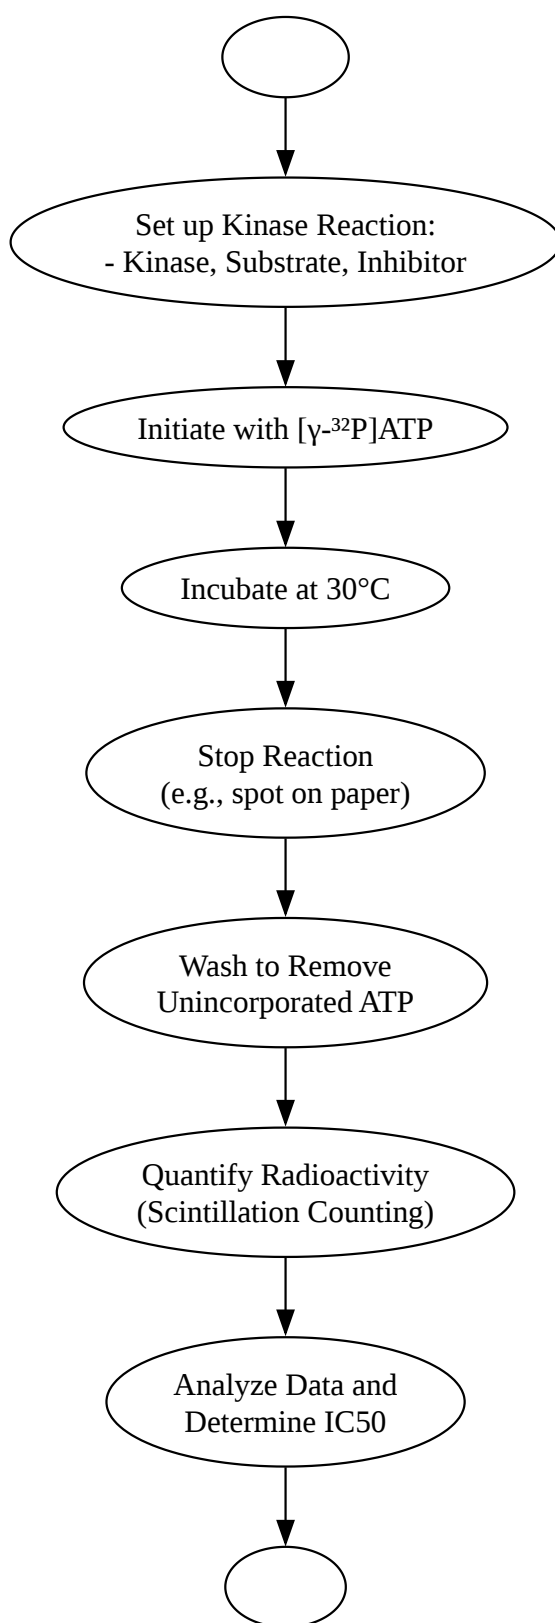 Set up Kinase Reaction:
- Kinase, Substrate, Inhibitor
Initiate with [γ-³²P]ATP
Incubate at 30°C
Stop Reaction
(e.g., spot on paper)
Wash to Remove
Unincorporated ATP
Quantify Radioactivity
(Scintillation Counting)
Analyze Data and
Determine IC50